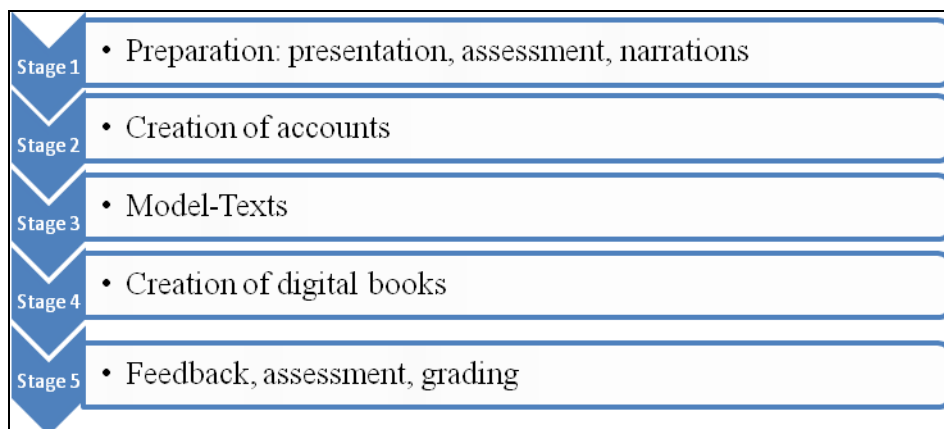 Stage 1
• Preparation: presentation, assessment, narrations
Stage 2
• Creation of accounts
Stage 3
• Model-Texts
Stage 4
• Creation of digital books
Stage 5
• Feedback, assessment, grading